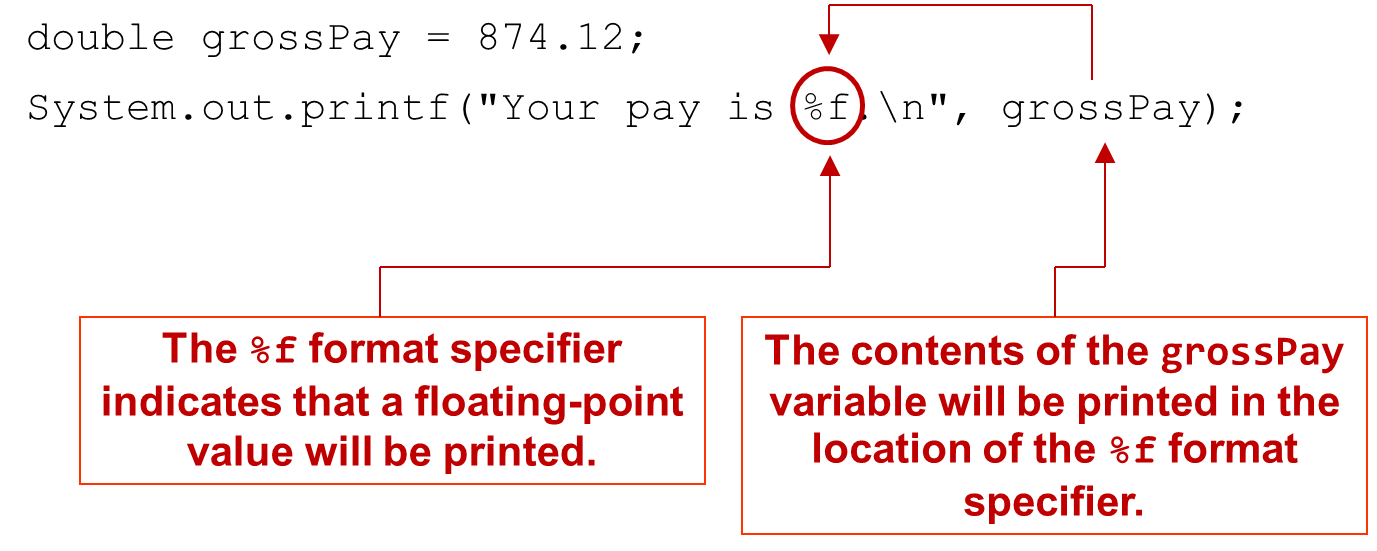 double grossPay = 874.12;
System.out.printf("Your pay is %f.\n", grossPay);
The %f format specifier
indicates that a floating-point
value will be printed.
The contents of the grossPay
variable will be printed in the
location of the %f format
specifier.